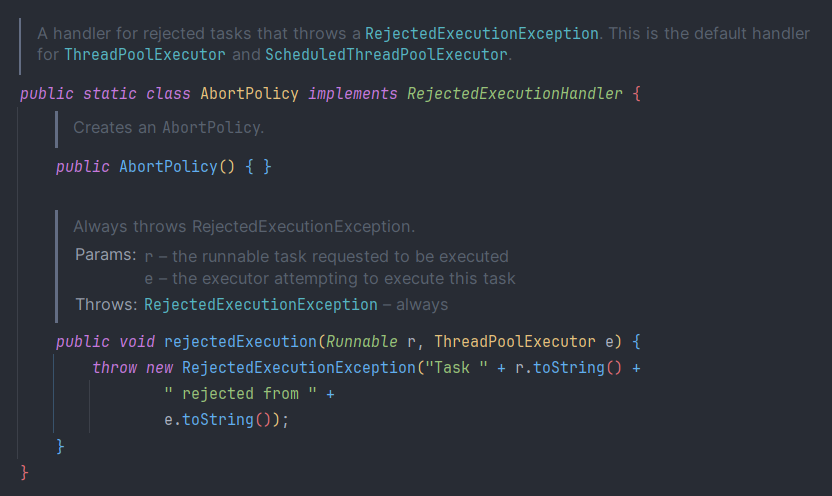 A handler for rejected tasks that throws a RejectedExecutionException. This is the default handler
for ThreadPoolExecutor and ScheduledThreadPoolExecutor.
public static class AbortPolicy implements RejectedExecutionHandler {
Creates an AbortPolicy.
public AbortPolicy() { }
Always throws RejectedExecutionException.
Params: r – the runnable task requested to be executed
e – the executor attempting to execute this task
Throws: RejectedExecutionException – always
public void rejectedExecution(Runnable r, ThreadPoolExecutor e) {
throw new RejectedExecutionException("Task " + r.toString() +
" rejected from " +
e.toString());
}
}